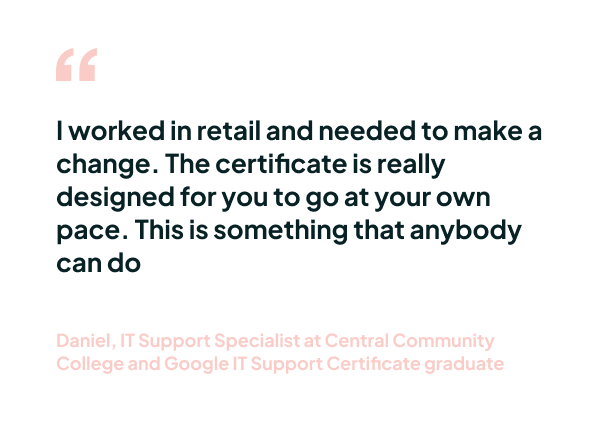 “
I worked in retail and needed to make a
change. The certificate is really
designed for you to go at your own
pace. This is something that anybody
can do
Daniel, IT Support Specialist at Central Community
College and Google IT Support Certificate graduate